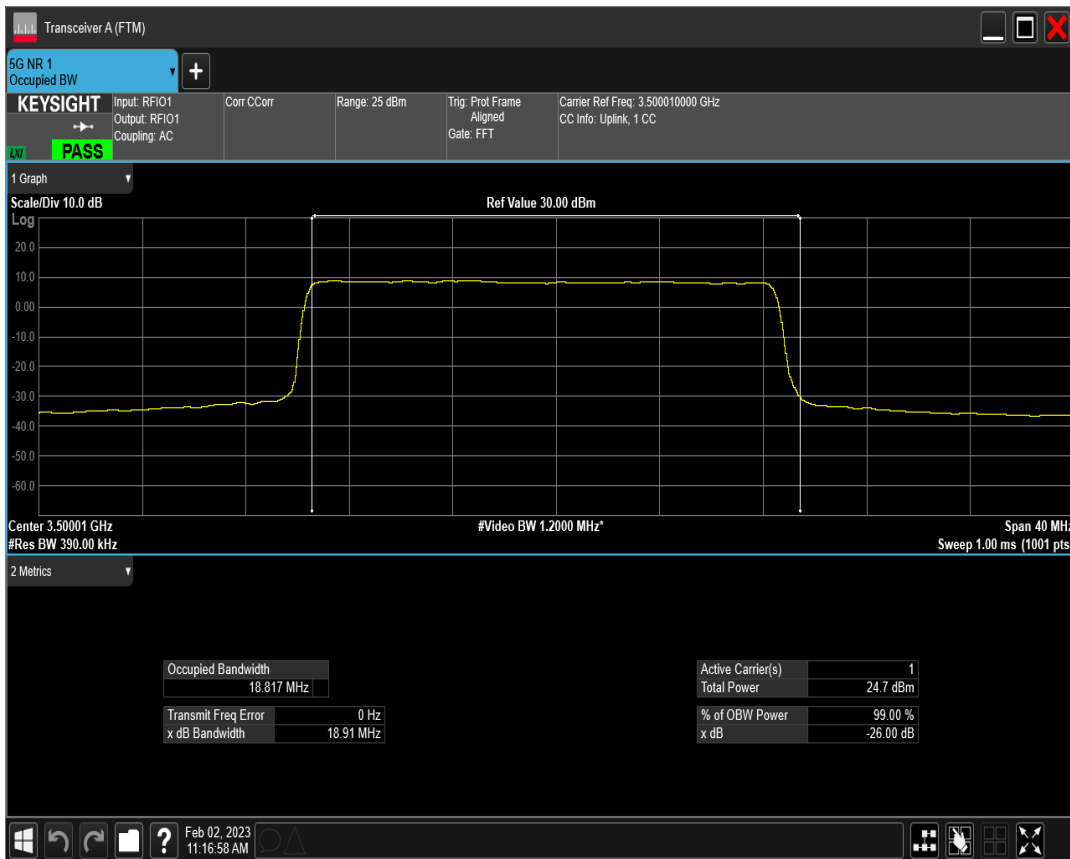 Transceiver A (FTM)
5G NR 1
Occupied BW
+
KEYSIGHT
LXI
PASS
Input: RFIO1
Output: RFIO1
Coupling: AC
Corr CCorr
Range: 25 dBm
Trig: Prot Frame
Aligned
Gate: FFT
Carrier Ref Freq: 3.500010000 GHz
CC Info: Uplink, 1 CC
1 Graph
Scale/Div 10.0 dB
Ref Value 30.00 dBm
Log
20.0
10.0
0.00
-10.0
-20.0
-30.0
-40.0
-50.0
-60.0
Center 3.50001 GHz
#Video BW 1.2000 MHz*
Span 40 MHz
#Res BW 390.00 kHz
Sweep 1.00 ms (1001 pts
2 Metrics
Occupied Bandwidth
18.817 MHz
Transmit Freq Error 0 Hz
x dB Bandwidth 18.91 MHz
Active Carrier(s) 1
Total Power 24.7 dBm
% of OBW Power 99.00 %
x dB -26.00 dB
?
Feb 02, 2023
11:16:58 AM